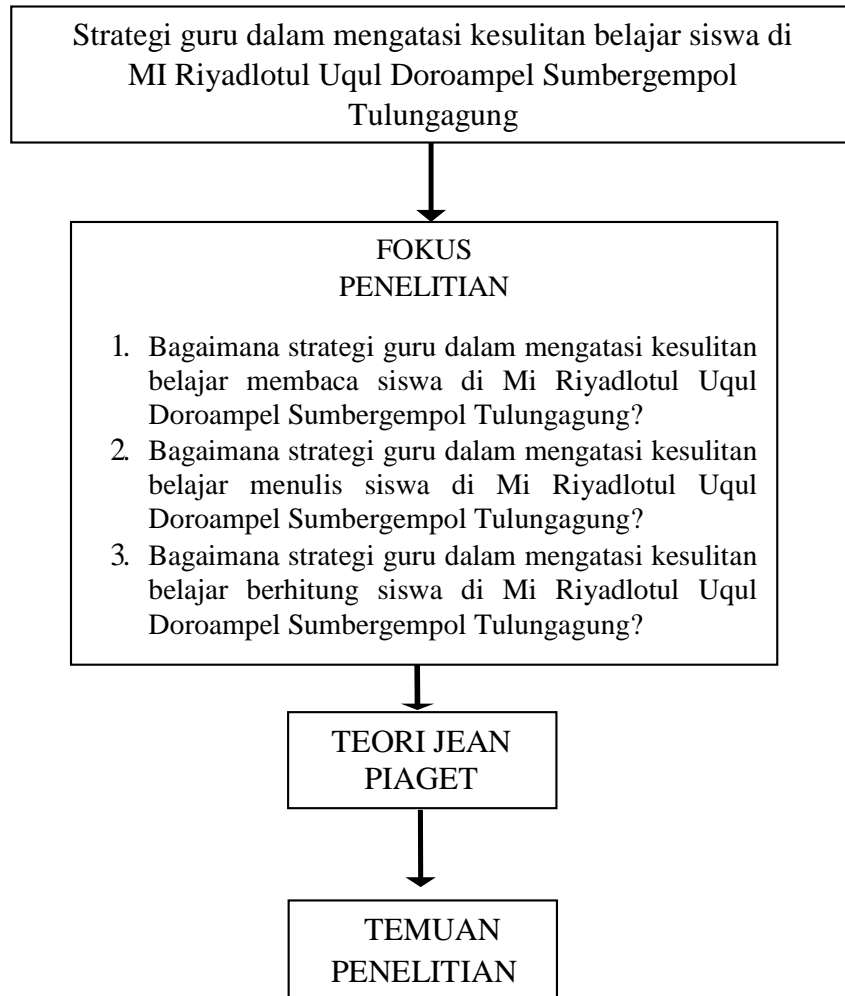 Strategi guru dalam mengatasi kesulitan belajar siswa di
MI Riyadlotul Uqul Doroampel Sumbergempol
Tulungagung
FOKUS
PENELITIAN
1. Bagaimana strategi guru dalam mengatasi kesulitan
belajar membaca siswa di Mi Riyadlotul Uqul
Doroampel Sumbergempol Tulungagung?
2. Bagaimana strategi guru dalam mengatasi kesulitan
belajar menulis siswa di Mi Riyadlotul Uqul
Doroampel Sumbergempol Tulungagung?
3. Bagaimana strategi guru dalam mengatasi kesulitan
belajar berhitung siswa di Mi Riyadlotul Uqul
Doroampel Sumbergempol Tulungagung?
TEORI JEAN
PIAGET
TEMUAN
PENELITIAN